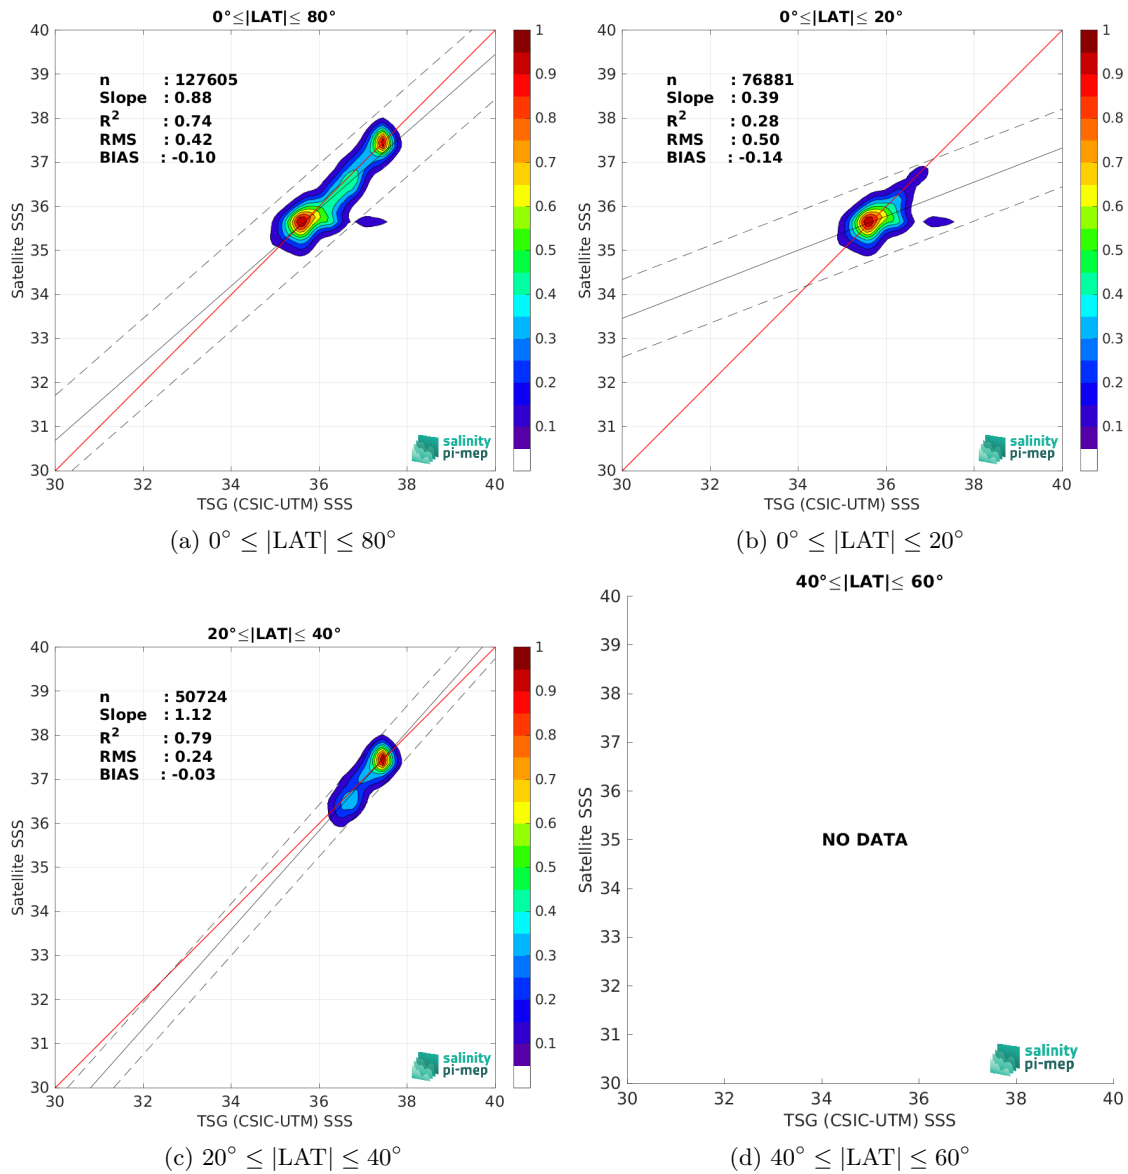 0°≤|LAT|≤ 80°
40
39
38
37
36
35
34
33
32
31
30
30
32
34
36
38
40
Satellite SSS
TSG (CSIC-UTM) SSS
n : 127605
Slope : 0.88
R² : 0.74
RMS : 0.42
BIAS : -0.10
1
0.9
0.8
0.7
0.6
0.5
0.4
0.3
0.2
0.1
salinity
pi-mep
(a) 0° ≤ |LAT| ≤ 80°
0°≤|LAT|≤ 20°
40
39
38
37
36
35
34
33
32
31
30
30
32
34
36
38
40
Satellite SSS
TSG (CSIC-UTM) SSS
n : 76881
Slope : 0.39
R² : 0.28
RMS : 0.50
BIAS : -0.14
1
0.9
0.8
0.7
0.6
0.5
0.4
0.3
0.2
0.1
salinity
pi-mep
(b) 0° ≤ |LAT| ≤ 20°
20°≤|LAT|≤ 40°
40
39
38
37
36
35
34
33
32
31
30
30
32
34
36
38
40
Satellite SSS
TSG (CSIC-UTM) SSS
n : 50724
Slope : 1.12
R² : 0.79
RMS : 0.24
BIAS : -0.03
1
0.9
0.8
0.7
0.6
0.5
0.4
0.3
0.2
0.1
salinity
pi-mep
(c) 20° ≤ |LAT| ≤ 40°
40°≤|LAT|≤ 60°
40
39
38
37
36
35
34
33
32
31
30
30
32
34
36
38
40
Satellite SSS
TSG (CSIC-UTM) SSS
NO DATA
salinity
pi-mep
(d) 40° ≤ |LAT| ≤ 60°